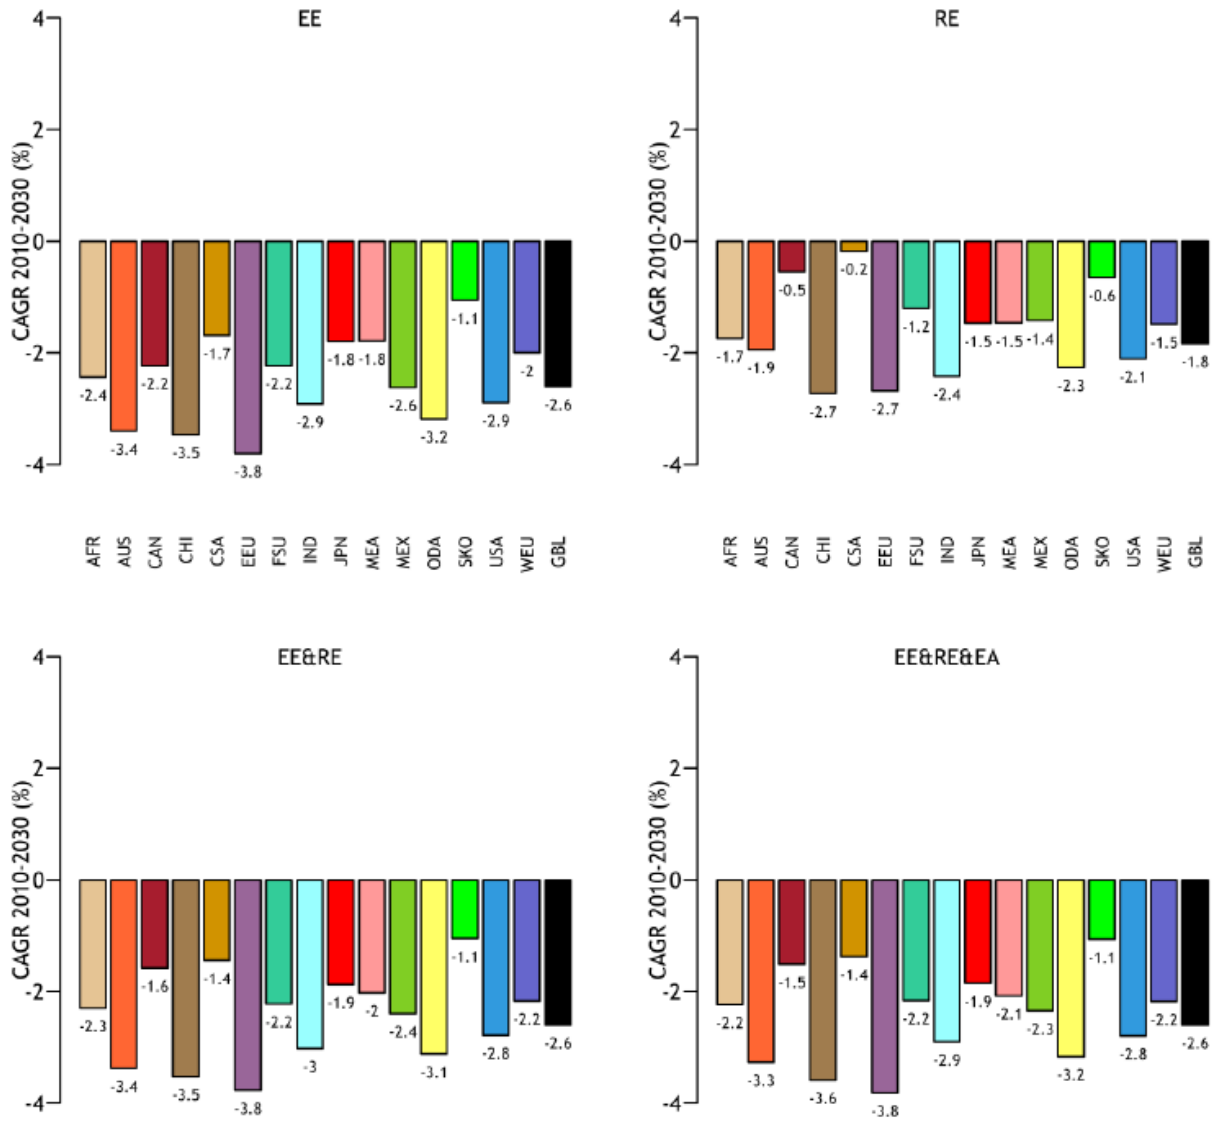 EE
CAGR 2010-2030 (%)
4
2
0
-2
-4
-2.4
-3.4
-2.2
-3.5
-1.7
-3.8
-2.2
-2.9
-1.8
-1.8
-2.6
-3.2
-1.1
-2.9
-2
-2.6
AFR
AUS
CAN
CHI
CSA
EEU
FSU
IND
JPN
MEA
MEX
ODA
SKO
USA
WEU
GBL
RE
CAGR 2010-2030 (%)
4
2
0
-2
-4
-1.7
-1.9
-0.5
-2.7
-0.2
-2.7
-1.2
-2.4
-1.5
-1.5
-1.4
-2.3
-0.6
-2.1
-1.5
-1.8
AFR
AUS
CAN
CHI
CSA
EEU
FSU
IND
JPN
MEA
MEX
ODA
SKO
USA
WEU
GBL
EE&RE
CAGR 2010-2030 (%)
4
2
0
-2
-4
-2.3
-3.4
-1.6
-3.5
-1.4
-3.8
-2.2
-3
-1.9
-2
-2.4
-3.1
-1.1
-2.8
-2.2
-2.6
EE&RE&EA
CAGR 2010-2030 (%)
4
2
0
-2
-4
-2.2
-3.3
-1.5
-3.6
-1.4
-3.8
-2.2
-2.9
-1.9
-2.1
-2.3
-3.2
-1.1
-2.8
-2.2
-2.6